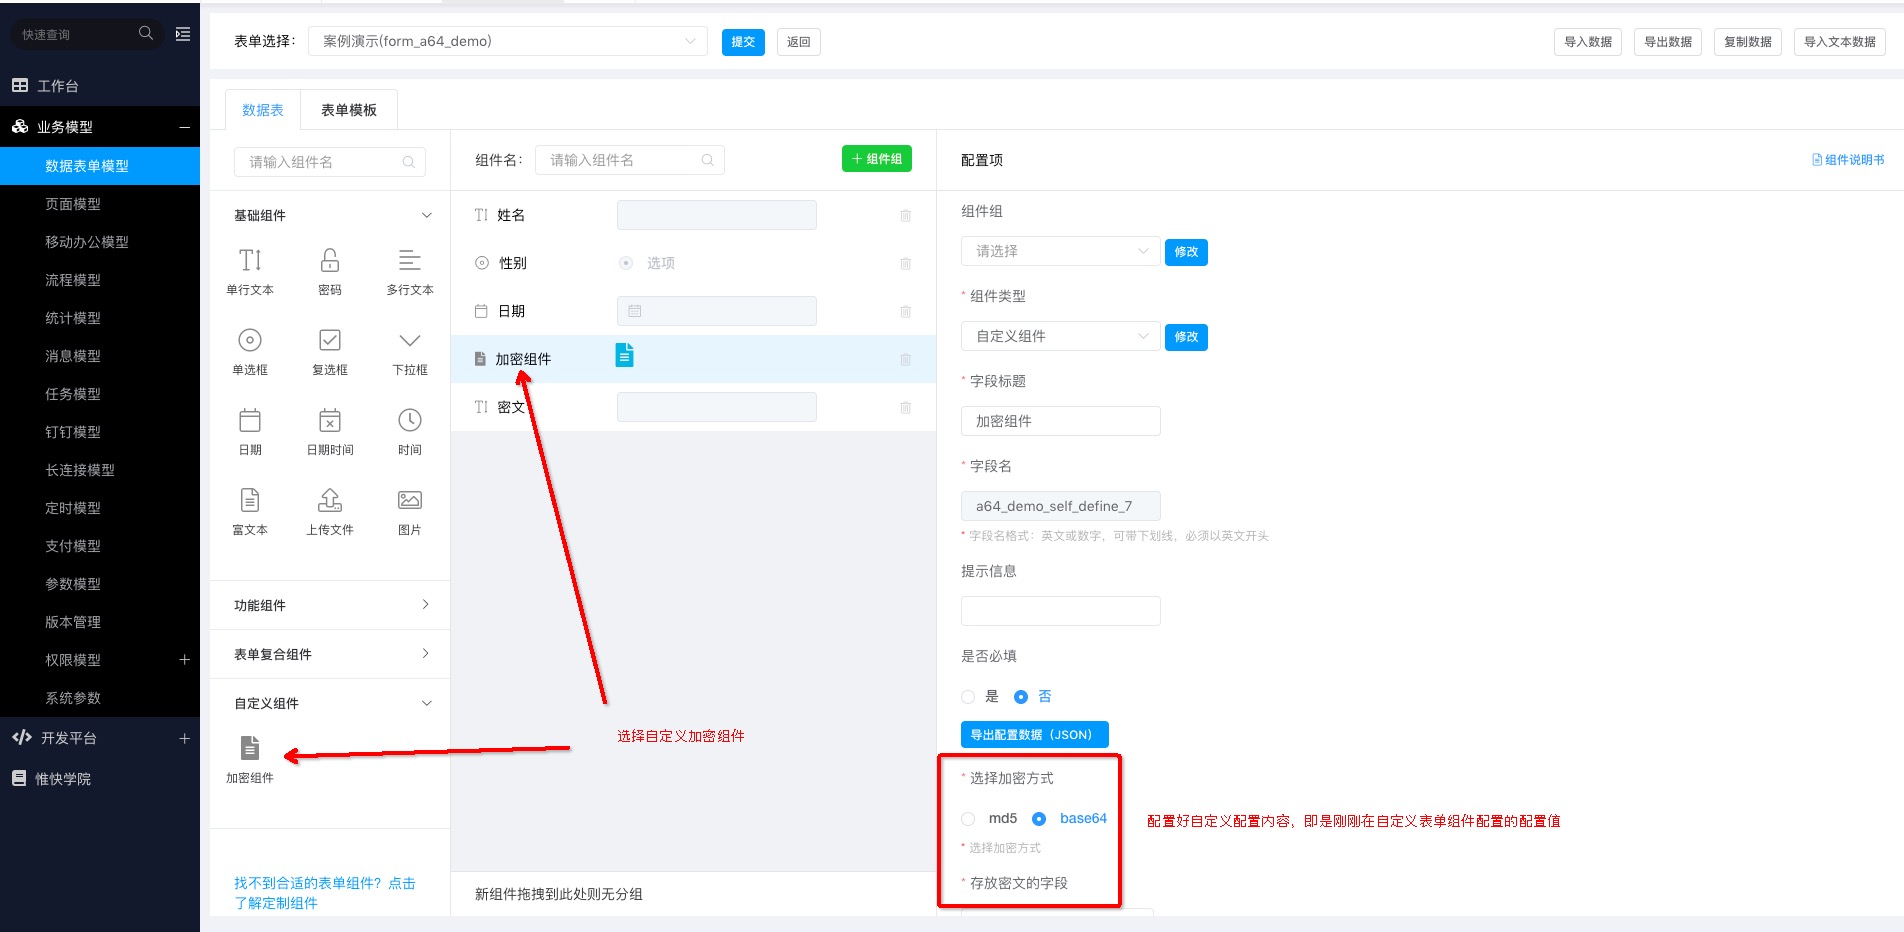 快速查询
工作台
业务模型
数据表单模型
页面模型
移动办公模型
流程模型
统计模型
消息模型
任务模型
钉钉模型
长连接模型
定时模型
支付模型
参数模型
版本管理
权限模型
系统参数
开发平台
惟快学院
表单选择：
案例演示(form_a64_demo)
提交
返回
导入数据
导出数据
复制数据
导入文本数据
数据表
表单模板
请输入组件名
基础组件
单行文本
密码
多行文本
单选框
复选框
下拉框
日期
日期时间
时间
富文本
上传文件
图片
功能组件
表单复合组件
自定义组件
加密组件
找不到合适的表单组件？点击
了解定制组件
组件名：
请输入组件名
+ 组件组
姓名
性别
选项
日期
加密组件
密文
选择自定义加密组件
新组件拖拽到此处则无分组
配置项
组件说明书
组件组
请选择
修改
* 组件类型
自定义组件
修改
* 字段标题
加密组件
* 字段名
a64_demo_self_define_7
* 字段名格式：英文或数字，可带下划线，必须以英文开头
提示信息
是否必填
是
否
导出配置数据（JSON）
* 选择加密方式
md5
base64
* 选择加密方式
* 存放密文的字段
配置好自定义配置内容，即是刚刚在自定义表单组件配置的配置值